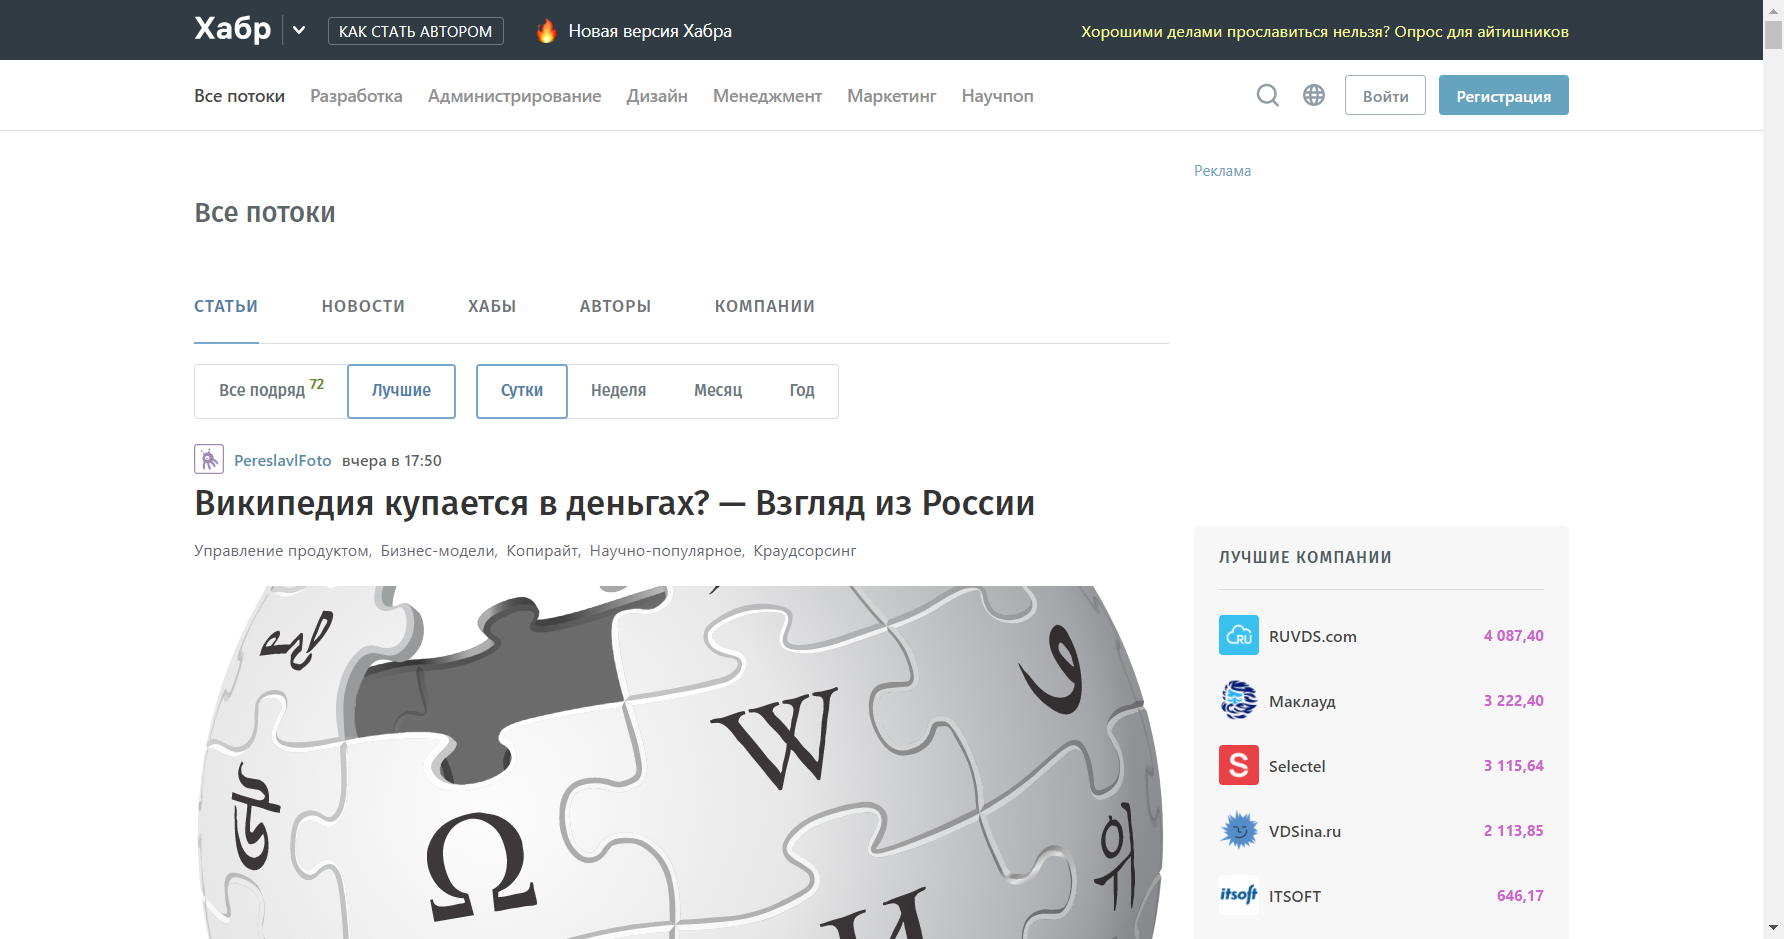 Хабр
КАК СТАТЬ АВТОРОМ
Новая версия Хабра
Хорошими делами прославиться нельзя? Опрос для айтишников
Все потоки Разработка Администрирование Дизайн Менеджмент Маркетинг Научпоп
Войти
Регистрация
Реклама
Все потоки
СТАТЬИ НОВОСТИ ХАБЫ АВТОРЫ КОМПАНИИ
Все подряд 72 Лучшие Сутки Неделя Месяц Год
PereslavlFoto вчера в 17:50
Википедия купается в деньгах? — Взгляд из России
Управление продуктом, Бизнес-модели, Копирайт, Научно-популярное, Краудсорсинг
W
Ω
И
위
ЛУЧШИЕ КОМПАНИИ
RU
RUVDS.com 4 087,40
Маклауд 3 222,40
S
Selectel 3 115,64
VDSina.ru 2 113,85
itsoft
ITSOFT 646,17